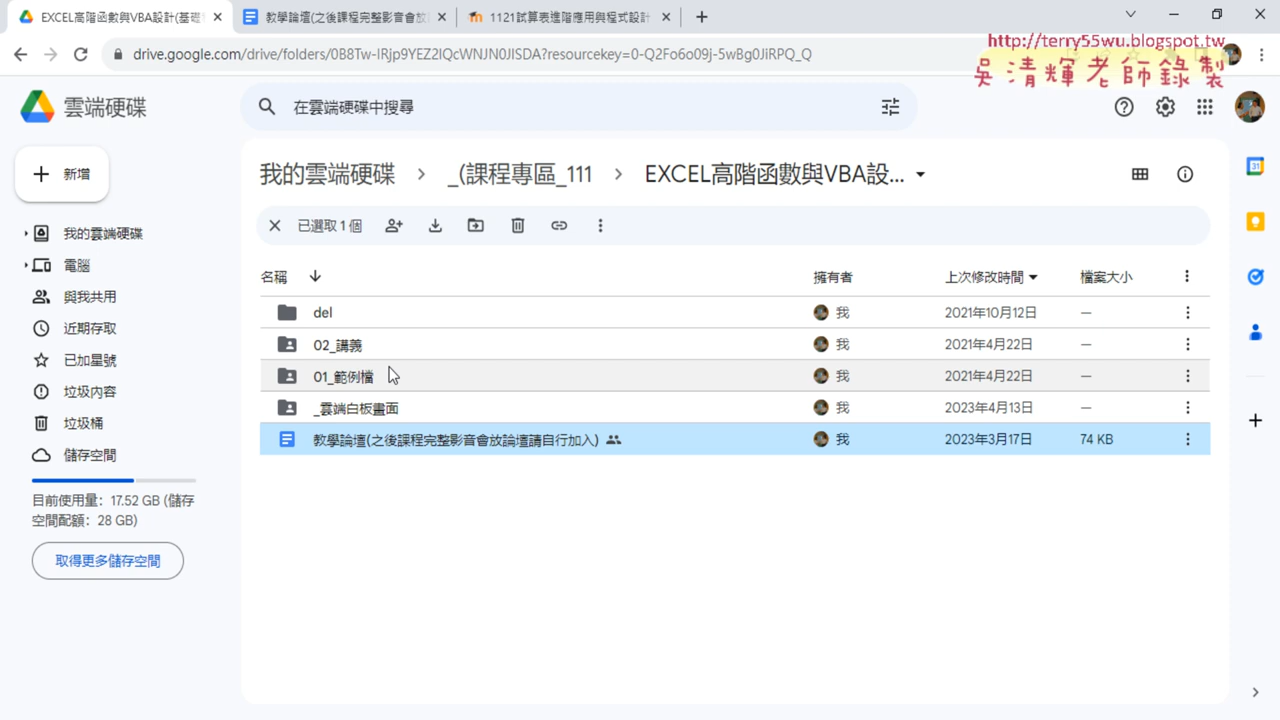 EXCEL高階函數與VBA設計(基礎
教學論壇(之後課程完整影音會放
1121試算表進階應用與程式設計
drive.google.com/drive/folders/0B8Tw-lRjp9YEZ2lQcWNJN0lSDA?resourcekey=0-Q2Fo6o09j-5wBg0JiRPQ_Q
http://terry55wu.blogspot.tw
吳清輝老師錄製
雲端硬碟
在雲端硬碟中搜尋
新增
我的雲端硬碟 > _(課程專區_111 > EXCEL高階函數與VBA設...
已選取 1 個
我的雲端硬碟
電腦
與我共用
近期存取
已加星號
垃圾內容
垃圾桶
儲存空間
目前使用量: 17.52 GB (儲存
空間配額: 28 GB)
取得更多儲存空間
名稱 擁有者 上次修改時間 檔案大小
del 我 2021年10月12日 —
02_講義 我 2021年4月22日 —
01_範例檔 我 2021年4月22日 —
_雲端白板畫面 我 2023年4月13日 —
教學論壇(之後課程完整影音會放論壇請自行加入) 我 2023年3月17日 74 KB
31